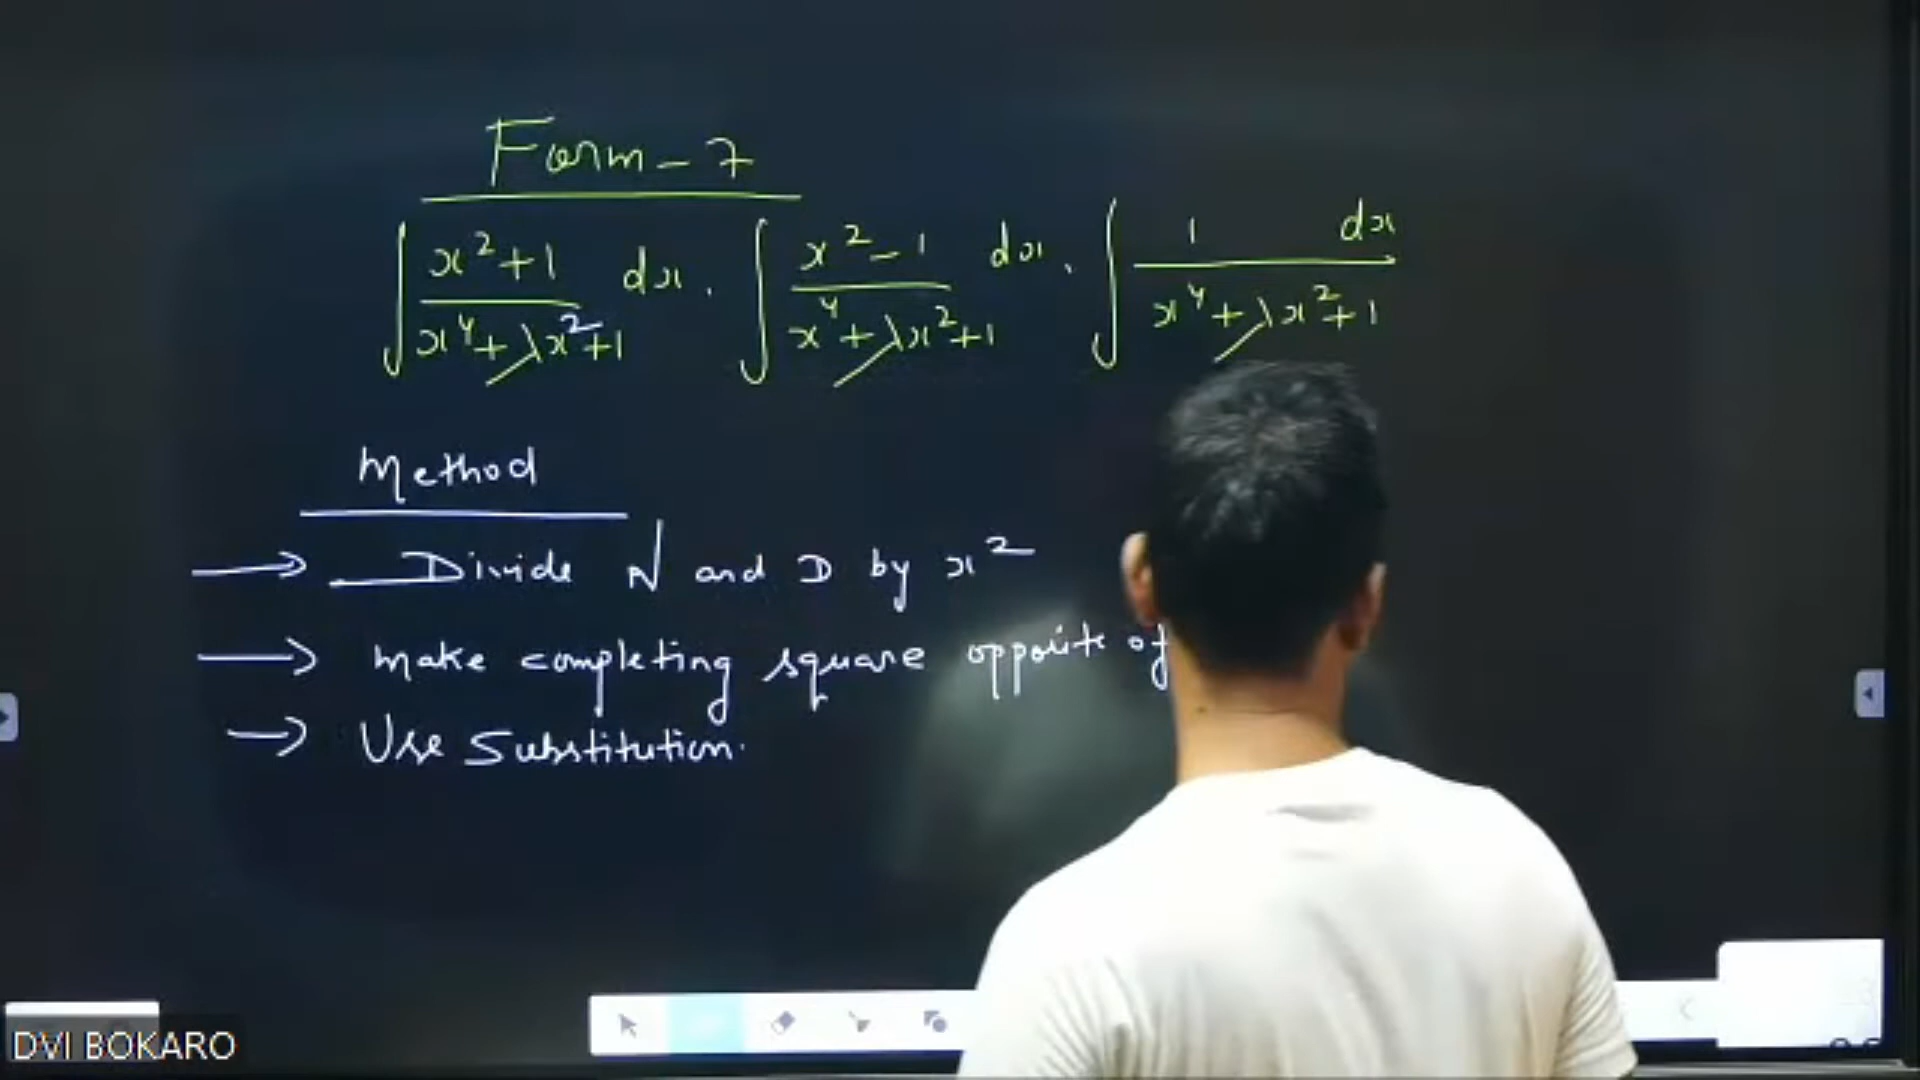 Form - 7
∫ x²+1 / x⁴+λx²+1 dx . ∫ x²-1 / x⁴+λx²+1 dx . ∫ 1 / x⁴+λx²+1 dx
Method
→ Divide N and D by x²
→ make completing square opposite of
→ Use Substitution.
DVI BOKARO